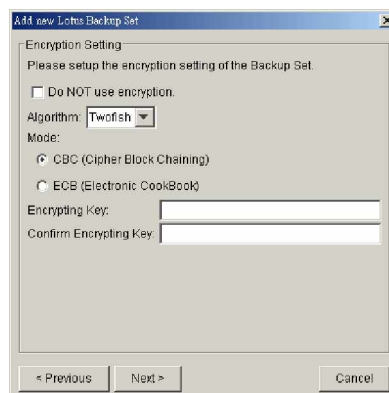 Add new Lotus Backup Set
Encryption Setting
Please setup the encryption setting of the Backup Set.
Do NOT use encryption.
Algorithm: Twofish
Mode:
CBC (Cipher Block Chaining)
ECB (Electronic CookBook)
Encrypting Key:
Confirm Encrypting Key:
< Previous Next > Cancel